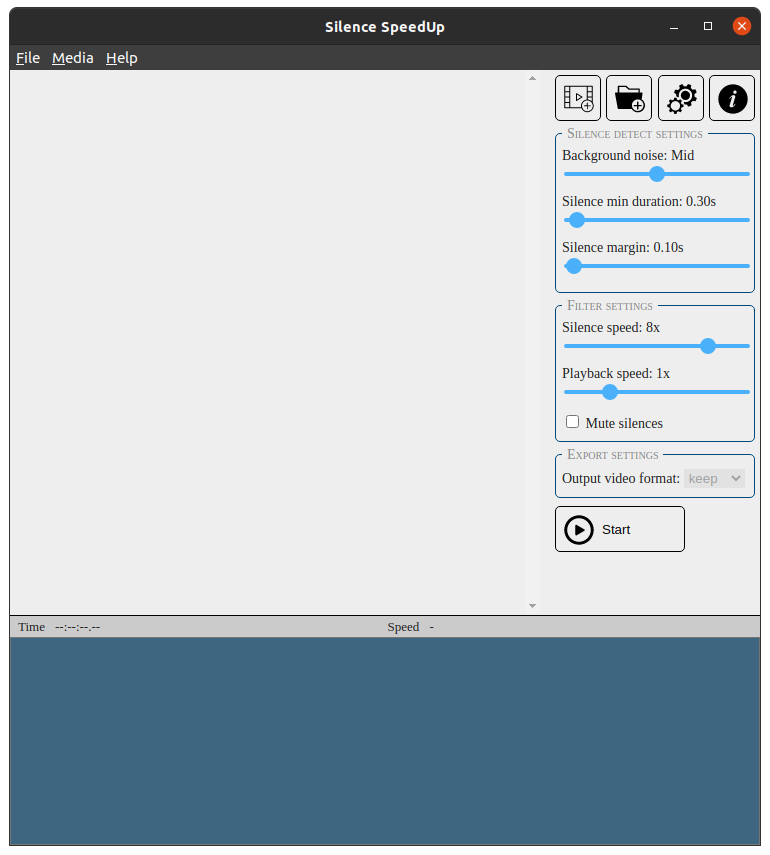 Silence SpeedUp
File Media Help
Silence detect settings
Background noise: Mid
Silence min duration: 0.30s
Silence margin: 0.10s
Filter settings
Silence speed: 8x
Playback speed: 1x
Mute silences
Export settings
Output video format: keep
Start
Time --:--:--.-- Speed -